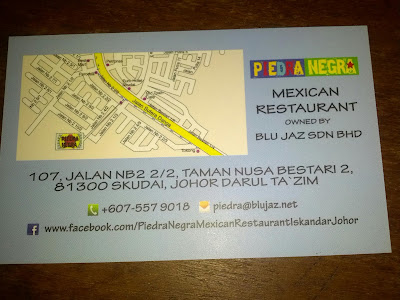 PIEDRA NEGRA
MEXICAN
RESTAURANT
OWNED BY
BLU JAZ SDN BHD
107, JALAN NB2 2/2, TAMAN NUSA BESTARI 2,
81300 SKUDAI, JOHOR DARUL TA`ZIM
+607-557 9018 piedra@blujaz.net
www.facebook.com/PiedraNegraMexicanRestaurantIskandarJohor